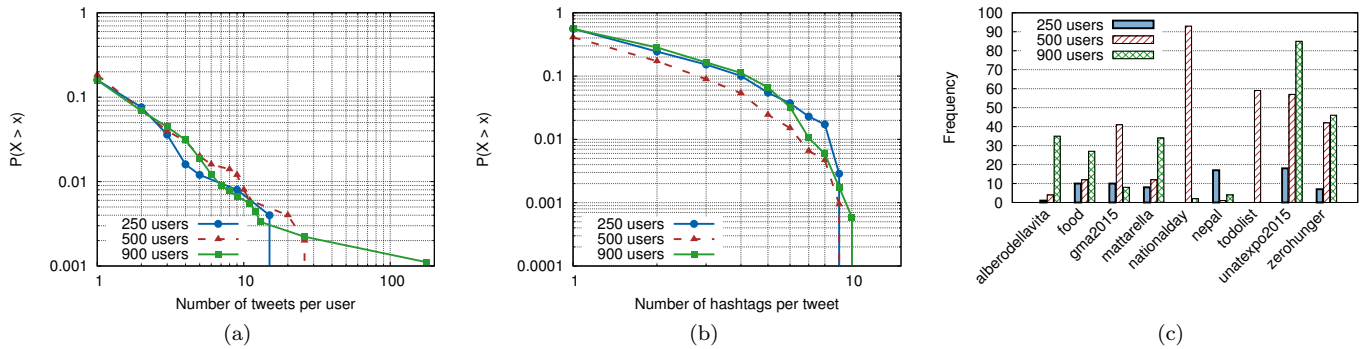 1
0.1
0.01
0.001
P(X > x)
1
10
100
Number of tweets per user
250 users
500 users
900 users
(a)
1
0.1
0.01
0.001
0.0001
P(X > x)
1
10
Number of hashtags per tweet
250 users
500 users
900 users
(b)
100
90
80
70
60
50
40
30
20
10
0
Frequency
250 users
500 users
900 users
alberodellavita
food
gma2015
mattarella
nationalday
nepal
todolist
unatexpo2015
zerohunger
(c)